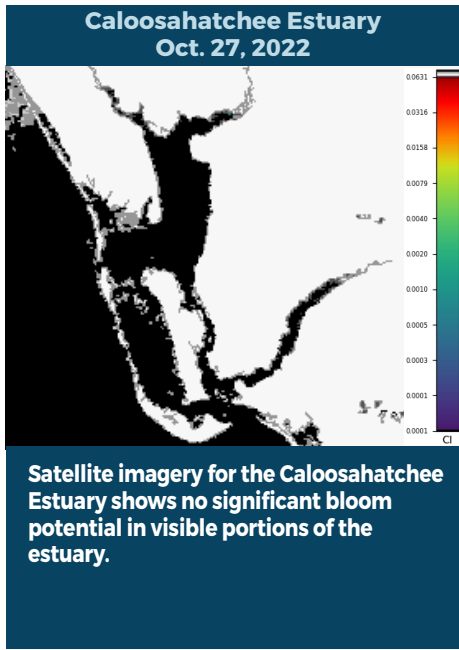 Caloosahatchee Estuary
Oct. 27, 2022
0.0631
0.0316
0.0158
0.0079
0.0040
0.0020
0.0010
0.0005
0.0003
0.0001
0.0001
CI
Satellite imagery for the Caloosahatchee
Estuary shows no significant bloom
potential in visible portions of the
estuary.